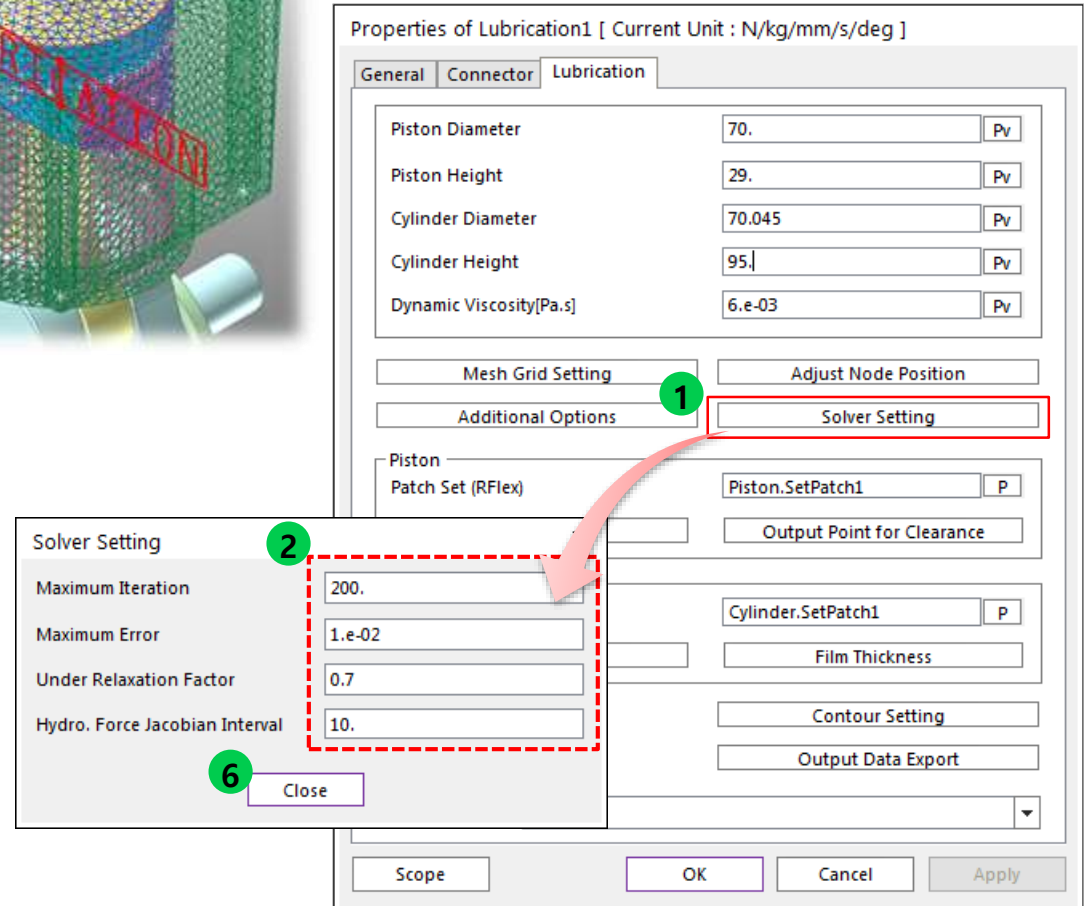 Properties of Lubrication1 [ Current Unit : N/kg/mm/s/deg ]
General Connector Lubrication
Piston Diameter 70. Pv
Piston Height 29. Pv
Cylinder Diameter 70.045 Pv
Cylinder Height 95. Pv
Dynamic Viscosity[Pa.s] 6.e-03 Pv
Mesh Grid Setting Adjust Node Position
1
Additional Options Solver Setting
Piston
Patch Set (RFlex) Piston.SetPatch1 P
Output Point for Clearance
Cylinder.SetPatch1 P
Film Thickness
Contour Setting
Output Data Export
Solver Setting
2
Maximum Iteration 200.
Maximum Error 1.e-02
Under Relaxation Factor 0.7
Hydro. Force Jacobian Interval 10.
6
Close
Scope OK Cancel Apply